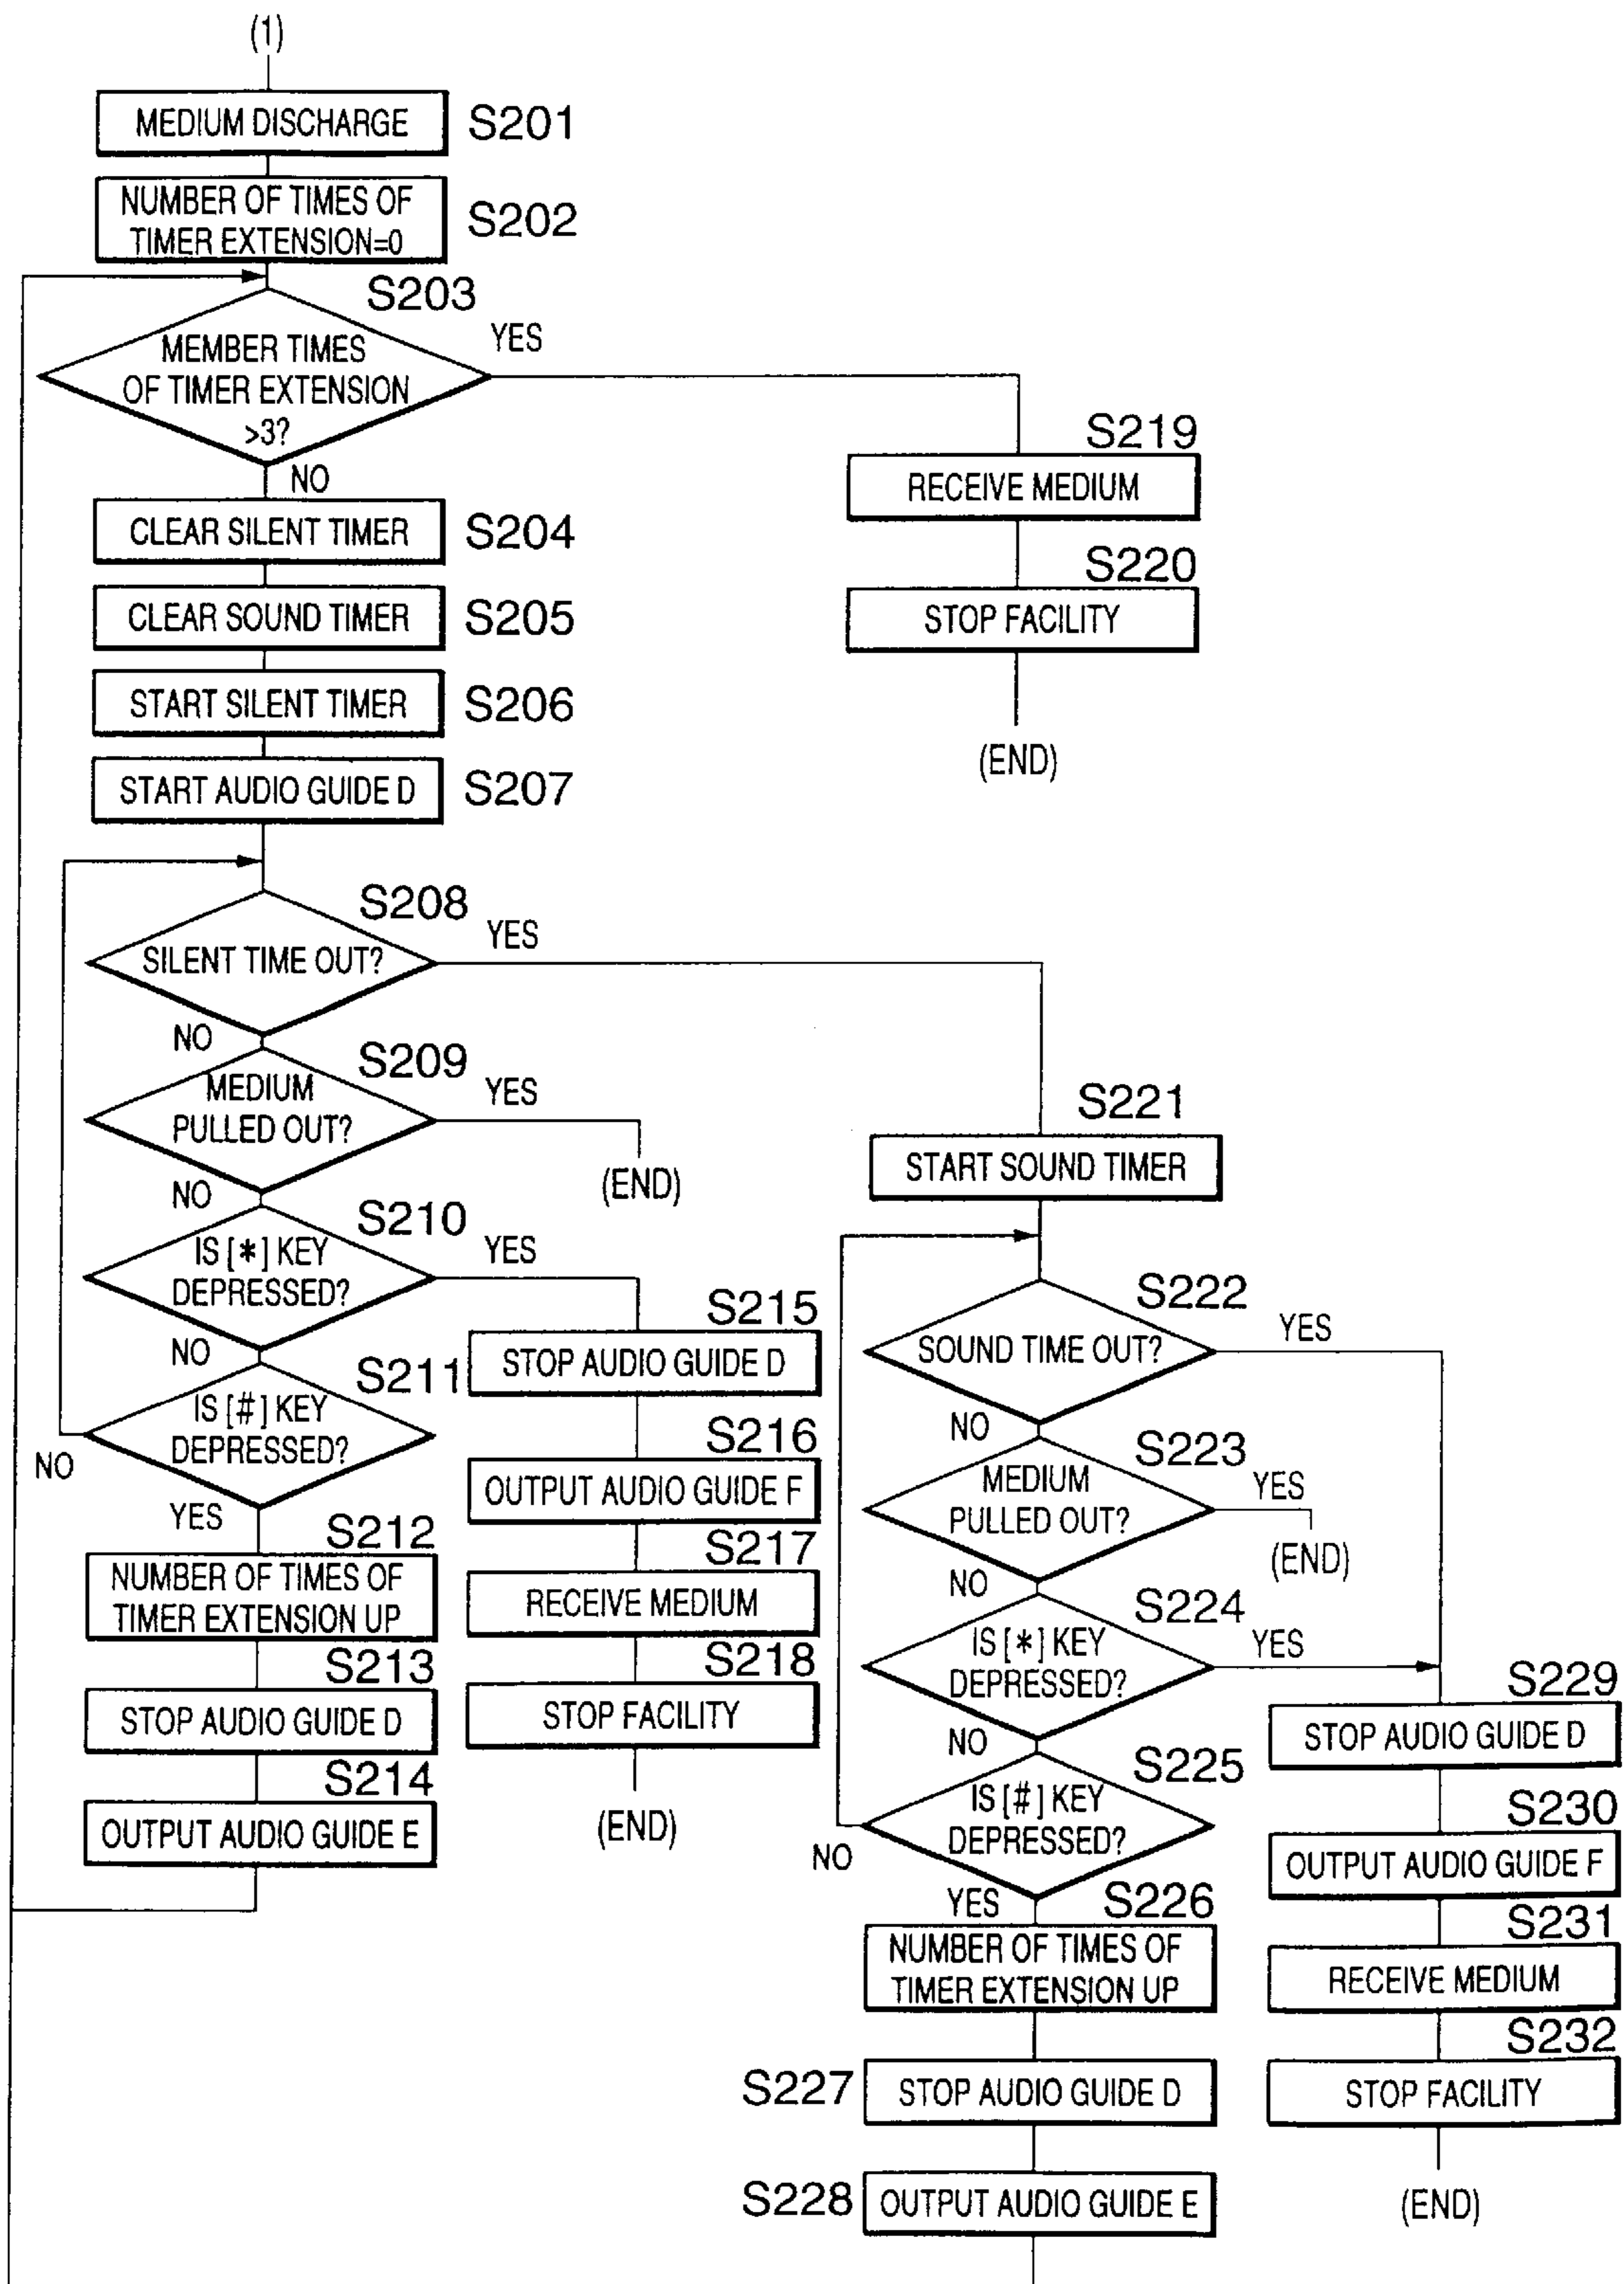 (1)
MEDIUM DISCHARGE
S201
NUMBER OF TIMES OF
TIMER EXTENSION=0
S202
S203
MEMBER TIMES
OF TIMER EXTENSION
>3?
YES
NO
CLEAR SILENT TIMER
S204
CLEAR SOUND TIMER
S205
START SILENT TIMER
S206
START AUDIO GUIDE D
S207
S219
RECEIVE MEDIUM
S220
STOP FACILITY
(END)
S208
SILENT TIME OUT?
YES
NO
S209
MEDIUM
PULLED OUT?
YES
(END)
NO
S210
IS [*] KEY
DEPRESSED?
YES
NO
S211
IS [#] KEY
DEPRESSED?
NO
YES
S212
NUMBER OF TIMES OF
TIMER EXTENSION UP
S213
STOP AUDIO GUIDE D
S214
OUTPUT AUDIO GUIDE E
S215
STOP AUDIO GUIDE D
S216
OUTPUT AUDIO GUIDE F
S217
RECEIVE MEDIUM
S218
STOP FACILITY
(END)
S221
START SOUND TIMER
S222
SOUND TIME OUT?
YES
NO
S223
MEDIUM
PULLED OUT?
YES
(END)
NO
S224
IS [*] KEY
DEPRESSED?
YES
NO
S225
IS [#] KEY
DEPRESSED?
NO
YES
S226
NUMBER OF TIMES OF
TIMER EXTENSION UP
S227
STOP AUDIO GUIDE D
S228
OUTPUT AUDIO GUIDE E
S229
STOP AUDIO GUIDE D
S230
OUTPUT AUDIO GUIDE F
S231
RECEIVE MEDIUM
S232
STOP FACILITY
(END)